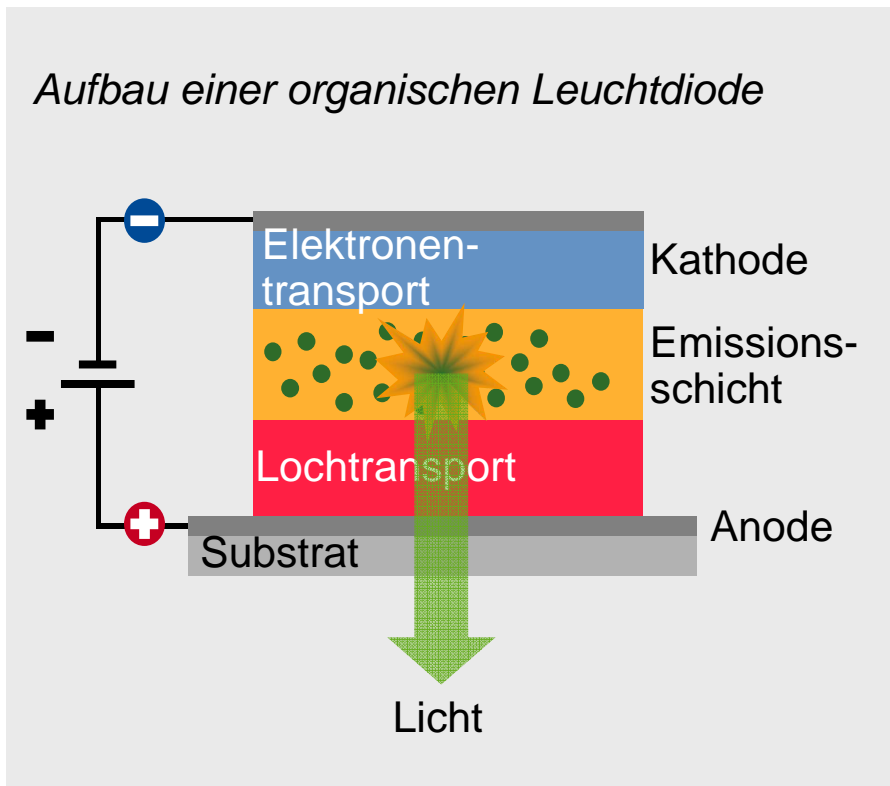 Aufbau einer organischen Leuchtdiode
Elektronen-
transport
Kathode
Emissions-
schicht
Lochtransport
Anode
Substrat
Licht